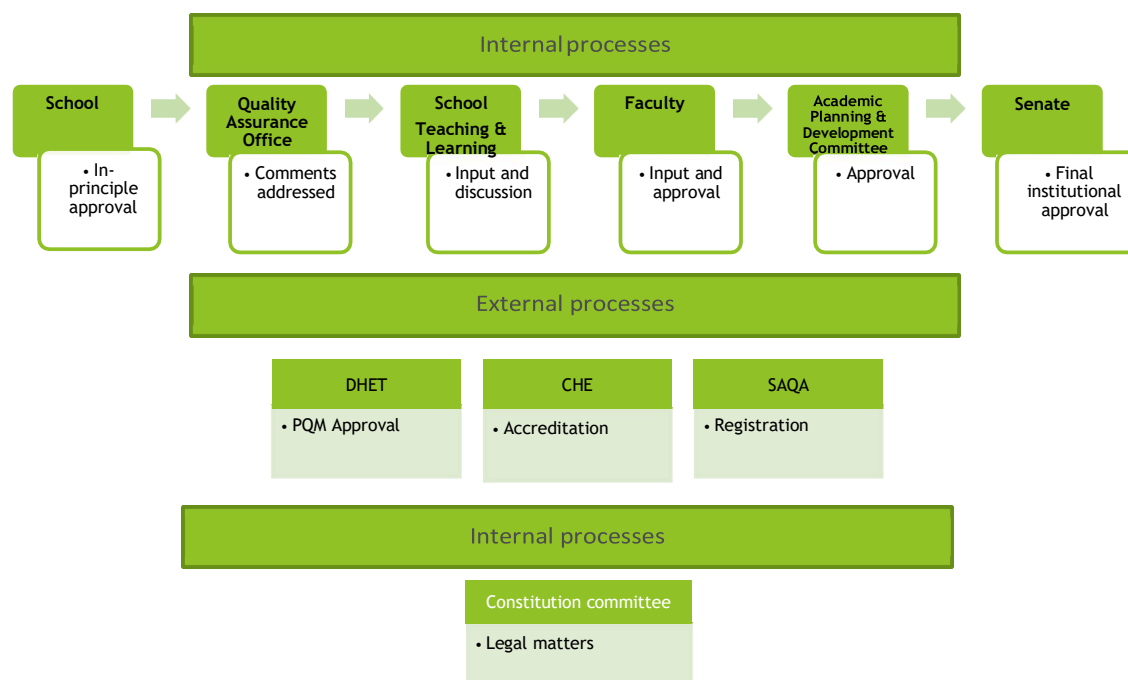 Internal processes
School
Quality
Assurance
Office
School
Teaching &
Learning
Faculty
Academic
Planning &
Development
Committee
Senate
• In-
principle
approval
• Comments
addressed
• Input and
discussion
• Input and
approval
• Approval
• Final
institutional
approval
External processes
DHET
CHE
SAQA
• PQM Approval
• Accreditation
• Registration
Internal processes
Constitution committee
• Legal matters